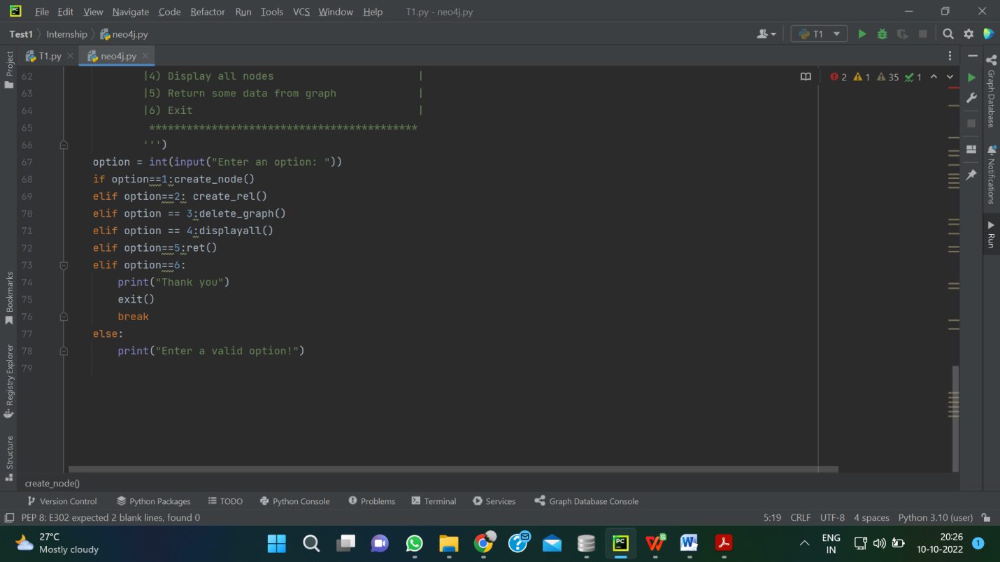 PC File Edit View Navigate Code Refactor Run Tools VCS Window Help T1.py - neo4j.py
Test1 Internship neo4j.py T1
T1.py neo4j.py
Project
Bookmarks
Registry Explorer
Structure
62 |4) Display all nodes |
63 |5) Return some data from graph |
64 |6) Exit |
65 *******************************************
66 ''')
67 option = int(input("Enter an option: "))
68 if option==1:create_node()
69 elif option==2: create_rel()
70 elif option == 3:delete_graph()
71 elif option == 4:displayall()
72 elif option==5:ret()
73 elif option==6:
74 print("Thank you")
75 exit()
76 break
77 else:
78 print("Enter a valid option!")
79
2 1 35 1
Graph Database
Notifications
Run
create_node()
Version Control Python Packages TODO Python Console Problems Terminal Services Graph Database Console
PEP 8: E302 expected 2 blank lines, found 0 5:19 CRLF UTF-8 4 spaces Python 3.10 (user)
27°C
Mostly cloudy
PC
W
ENG
IN
20:26
10-10-2022
1